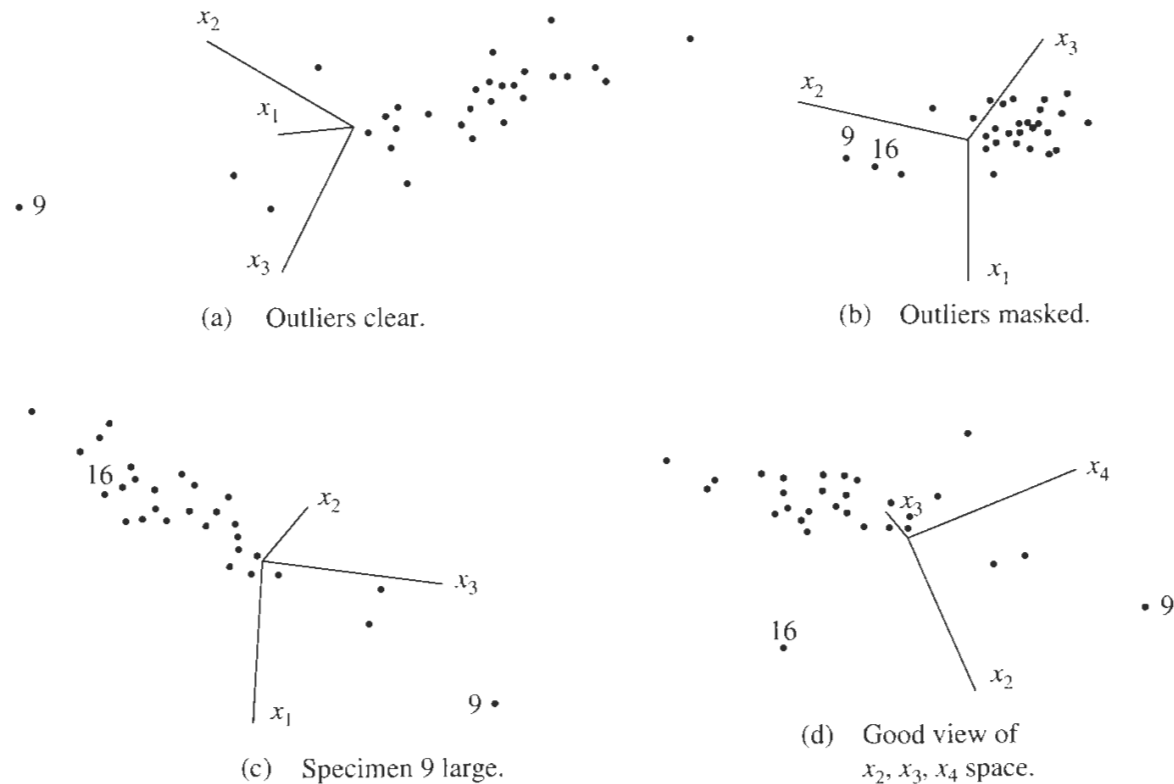 x₂
x₁
x₃
9
(a) Outliers clear.
x₃
x₂
9
16
x₁
(b) Outliers masked.
16
x₂
x₃
x₁
9
(c) Specimen 9 large.
x₄
x₃
9
16
x₂
(d) Good view of
x₂, x₃, x₄ space.